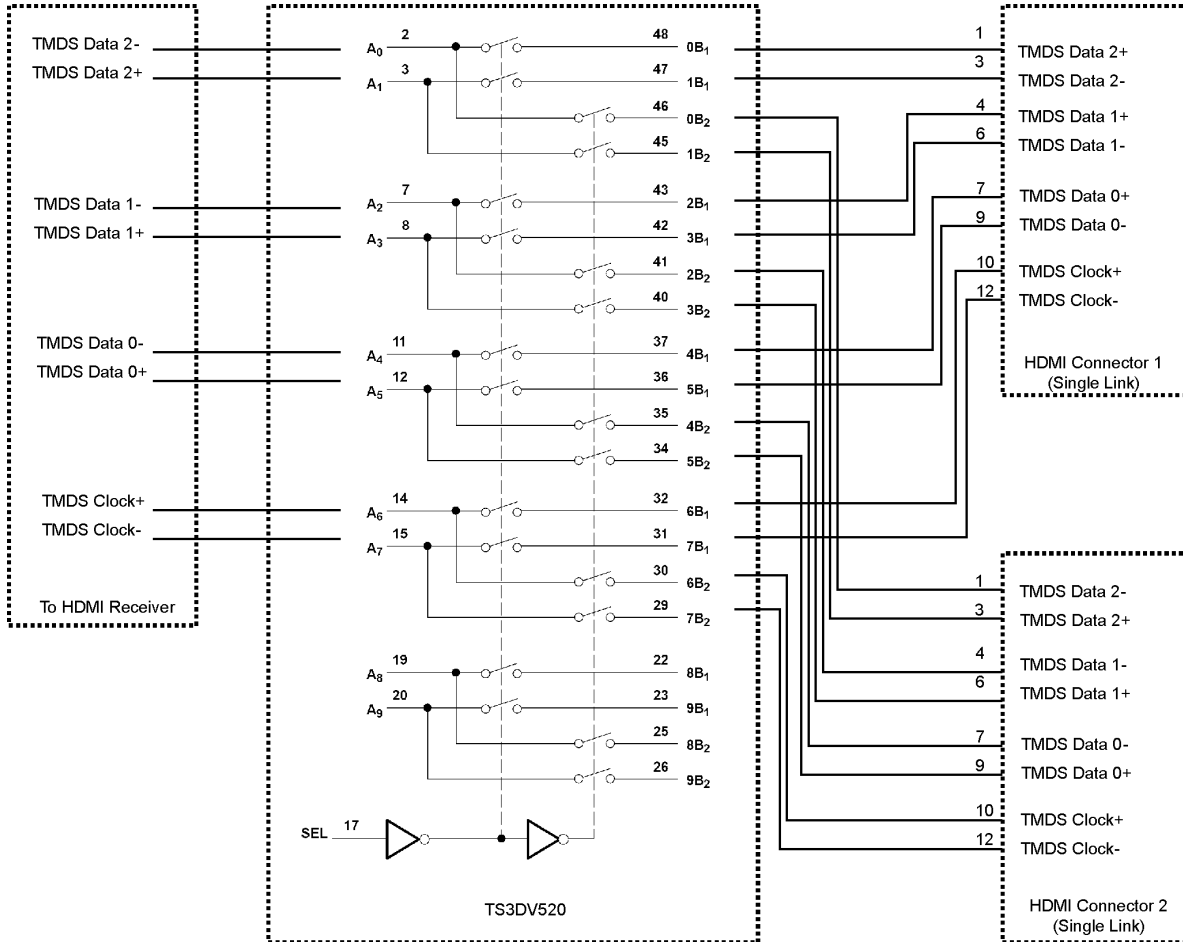 TMDS Data 2-
TMDS Data 2+
TMDS Data 1-
TMDS Data 1+
TMDS Data 0-
TMDS Data 0+
TMDS Clock+
TMDS Clock-
To HDMI Receiver
A0 2 48 0B1
A1 3 47 1B1
46 0B2
45 1B2
A2 7 43 2B1
A3 8 42 3B1
41 2B2
40 3B2
A4 11 37 4B1
A5 12 36 5B1
35 4B2
34 5B2
A6 14 32 6B1
A7 15 31 7B1
30 6B2
29 7B2
A8 19 22 8B1
A9 20 23 9B1
25 8B2
26 9B2
SEL 17
TS3DV520
1 TMDS Data 2+
3 TMDS Data 2-
4 TMDS Data 1+
6 TMDS Data 1-
7 TMDS Data 0+
9 TMDS Data 0-
10 TMDS Clock+
12 TMDS Clock-
HDMI Connector 1
(Single Link)
1 TMDS Data 2-
3 TMDS Data 2+
4 TMDS Data 1-
6 TMDS Data 1+
7 TMDS Data 0-
9 TMDS Data 0+
10 TMDS Clock+
12 TMDS Clock-
HDMI Connector 2
(Single Link)